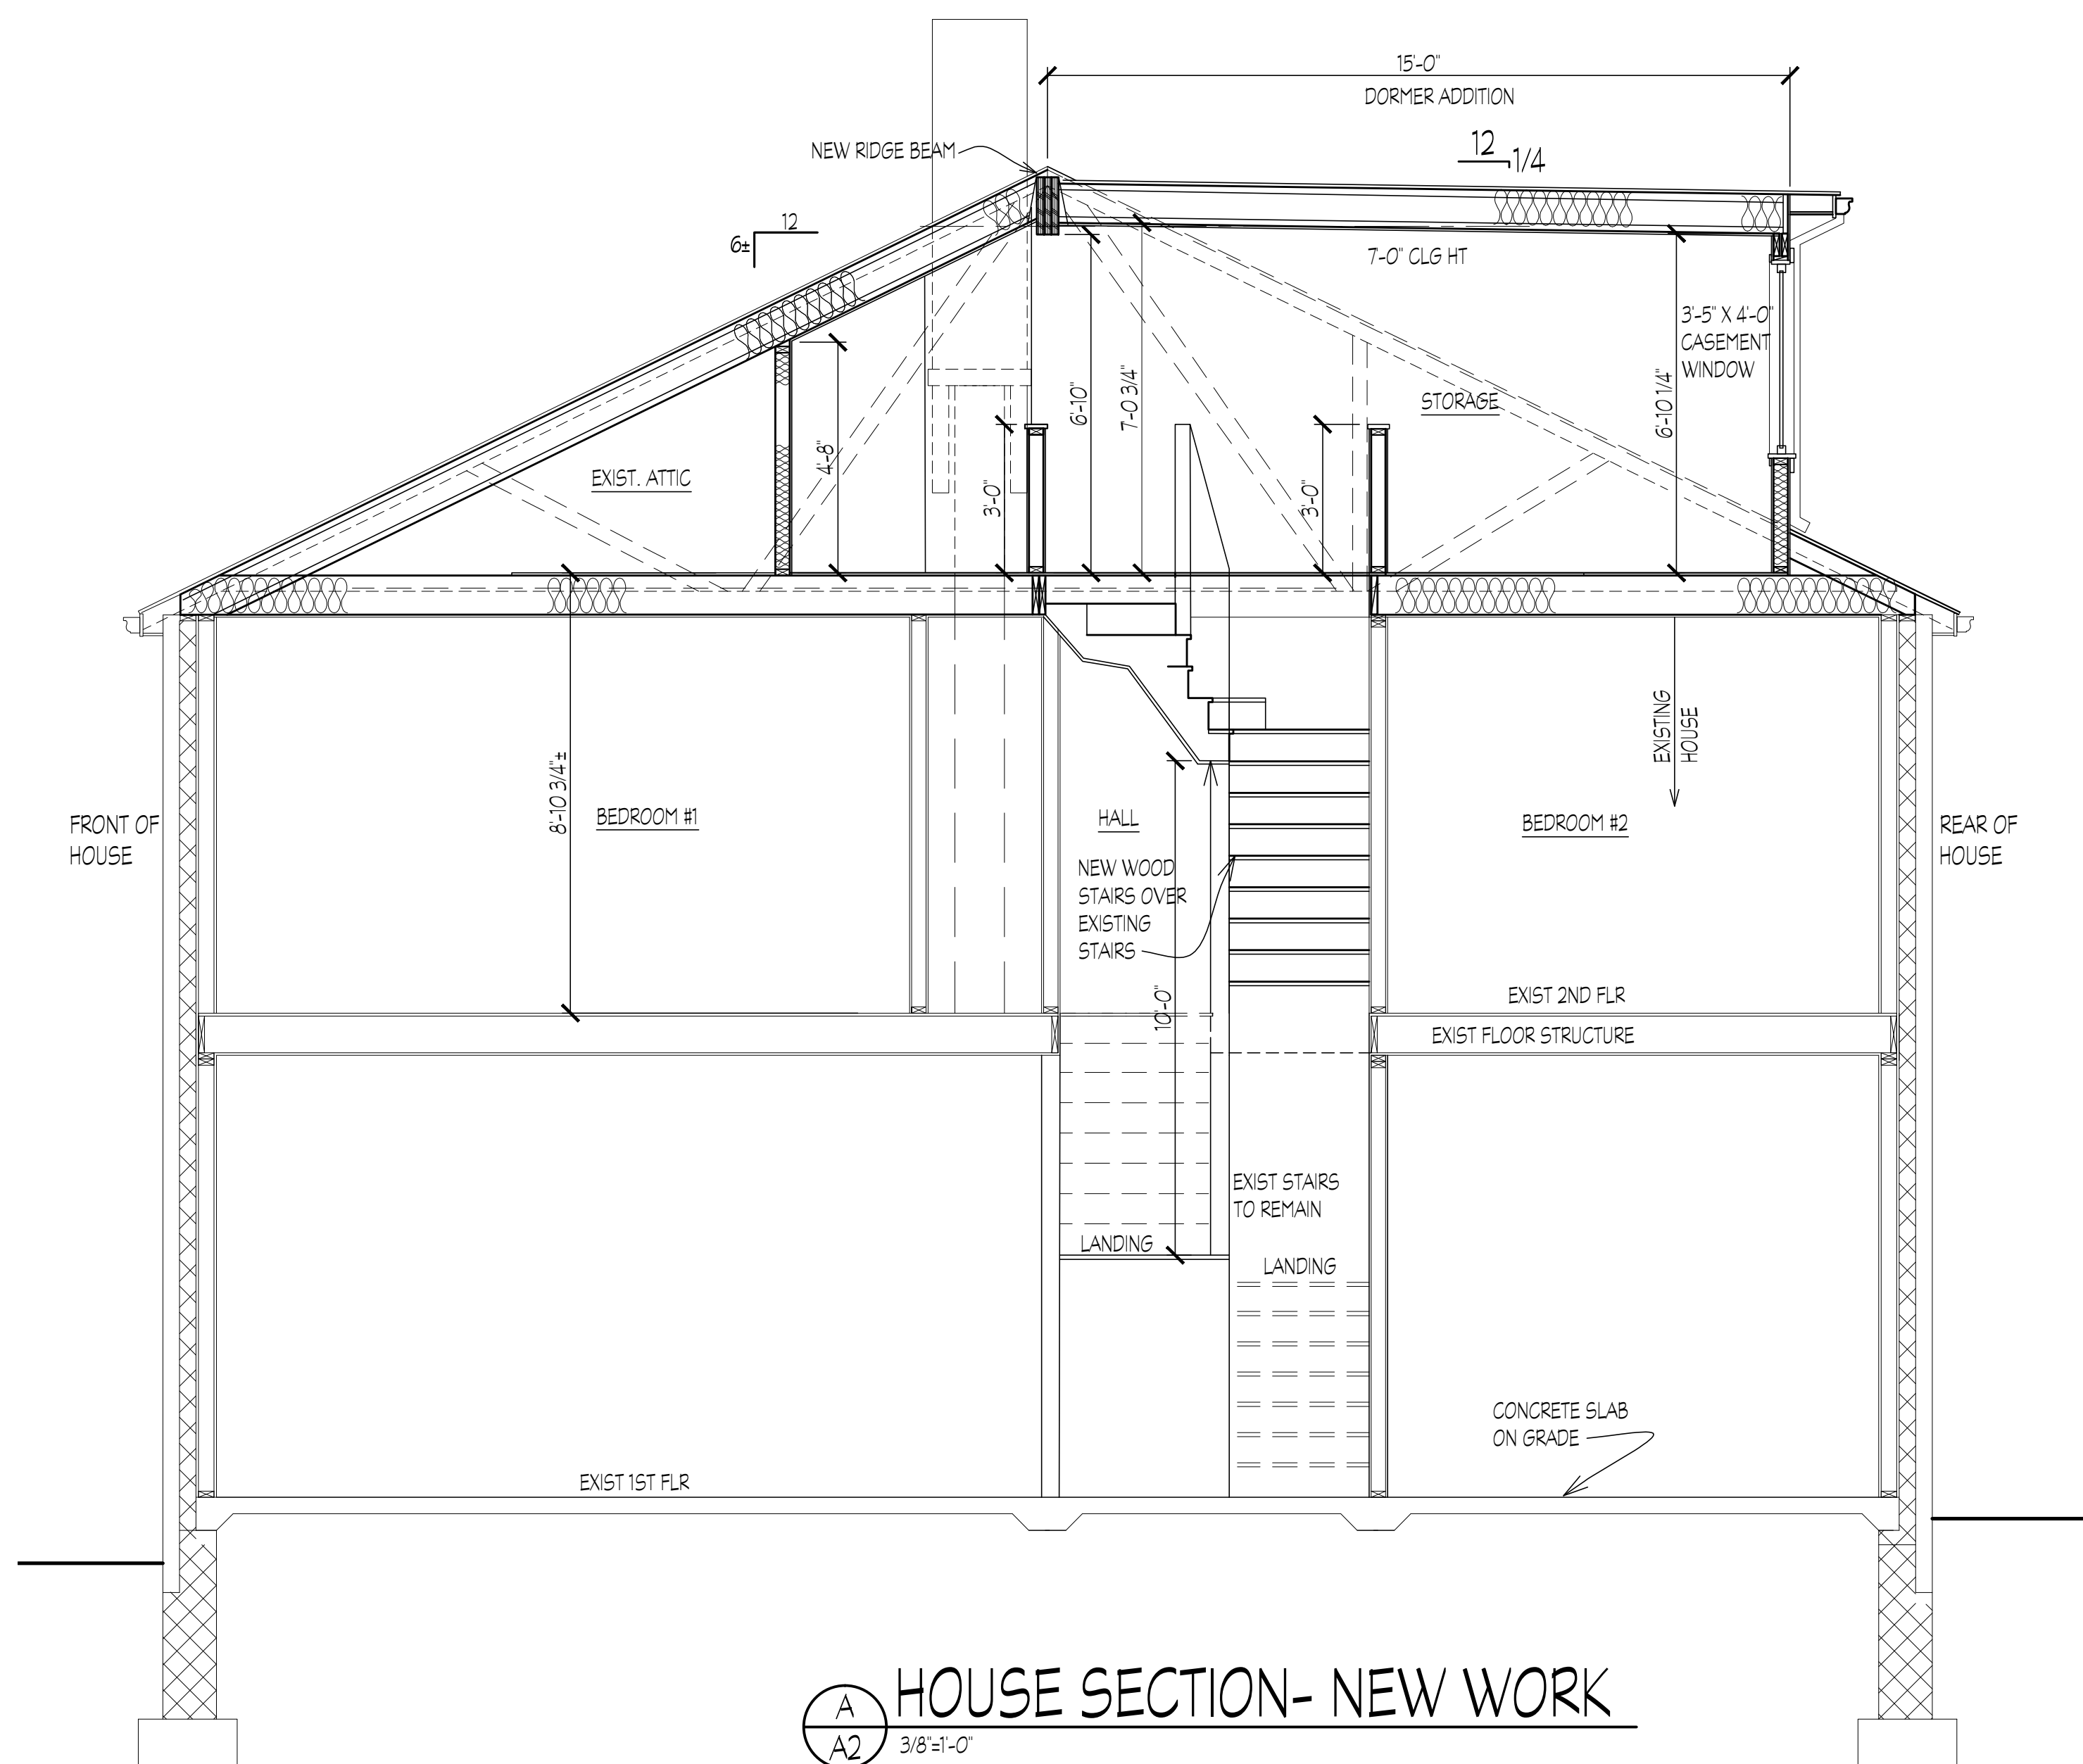 15'-0"
DORMER ADDITION
12
1/4
NEW RIDGE BEAM
12
6±
7'-0" CLG HT
3'-5" X 4'-0"
CASEMENT
WINDOW
6'-10"
7'-0 3/4"
6'-10 1/4"
STORAGE
4'-8"
3'-0"
3'-0"
EXIST. ATTIC
8'-10 3/4"±
EXISTING
HOUSE
FRONT OF
HOUSE
BEDROOM #1
HALL
BEDROOM #2
REAR OF
HOUSE
NEW WOOD
STAIRS OVER
EXISTING
STAIRS
10'-0"
EXIST 2ND FLR
EXIST FLOOR STRUCTURE
EXIST STAIRS
TO REMAIN
LANDING
LANDING
CONCRETE SLAB
ON GRADE
EXIST 1ST FLR
A
A2
HOUSE SECTION- NEW WORK
3/8"=1'-0"